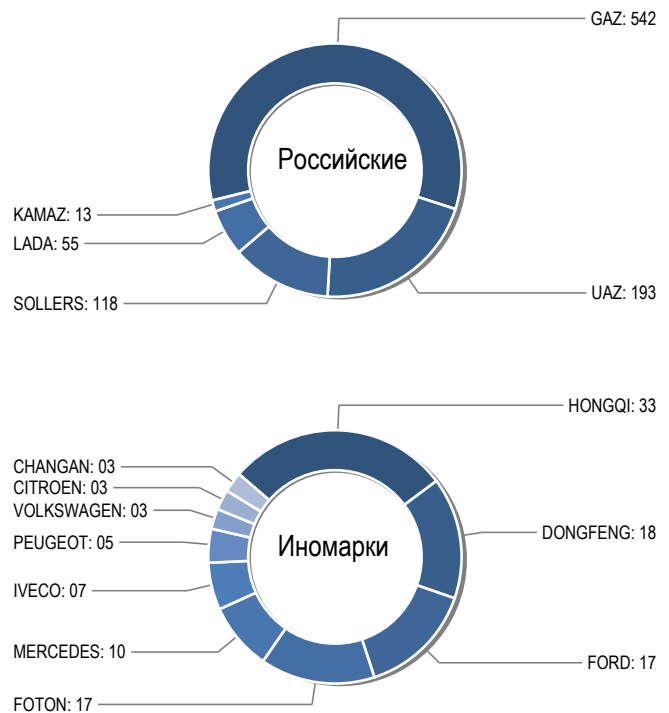 GAZ: 542
Российские
KAMAZ: 13
LADA: 55
SOLLERS: 118
UAZ: 193
HONGQI: 33
CHANGAN: 03
CITROEN: 03
VOLKSWAGEN: 03
DONGFENG: 18
PEUGEOT: 05
Иномарки
IVECO: 07
MERCEDES: 10
FORD: 17
FOTON: 17